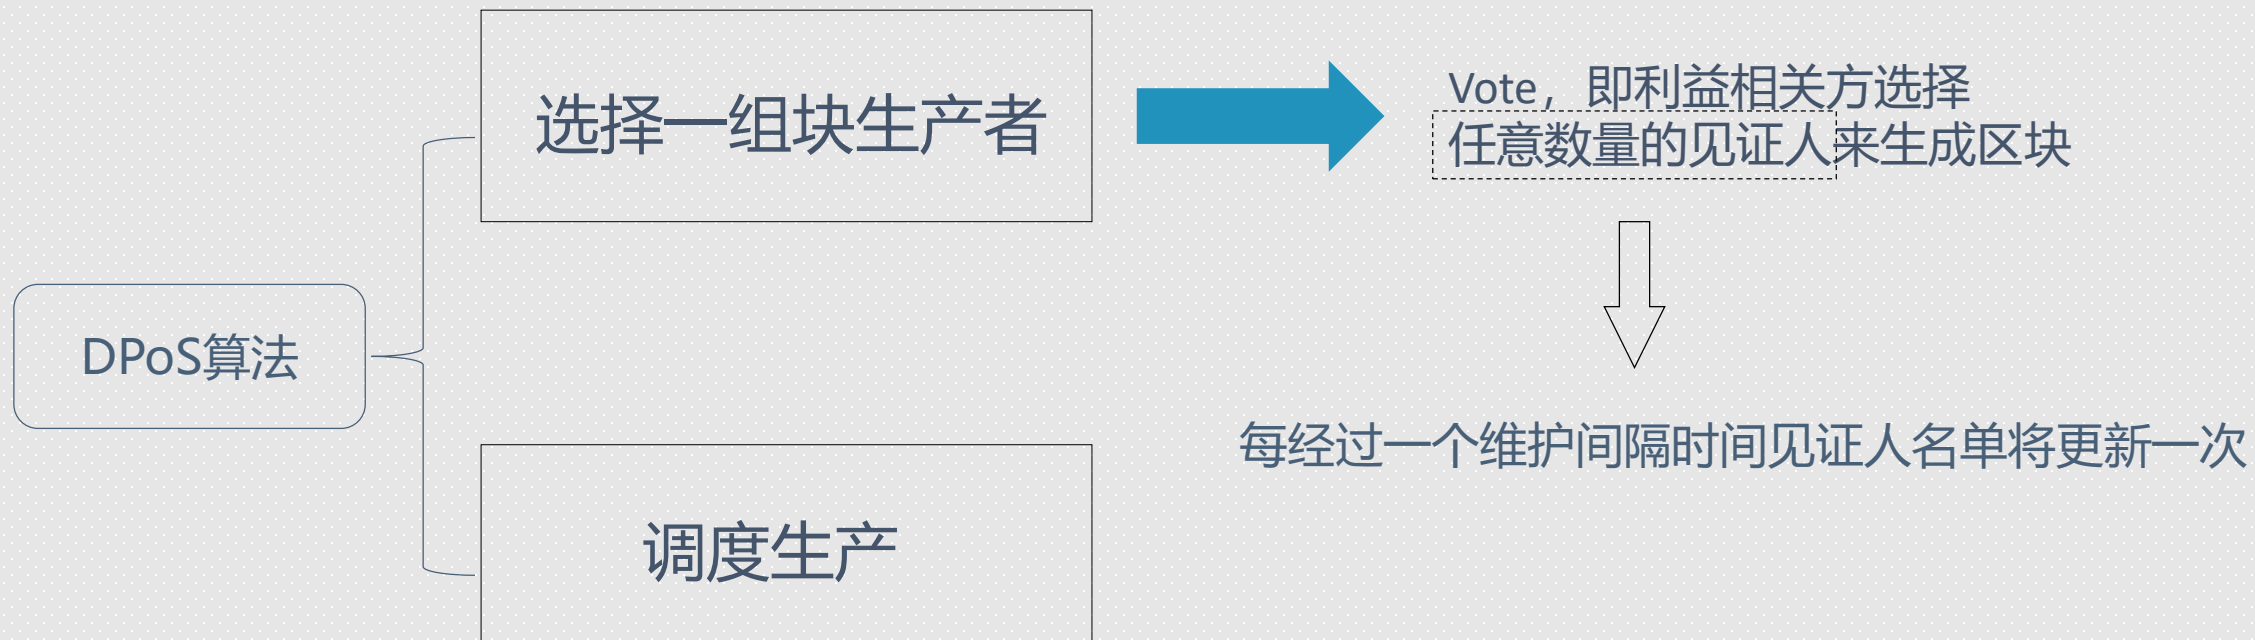 选择一组块生产者
Vote，即利益相关方选择
任意数量的见证人来生成区块
DPoS算法
每经过一个维护间隔时间见证人名单将更新一次
调度生产